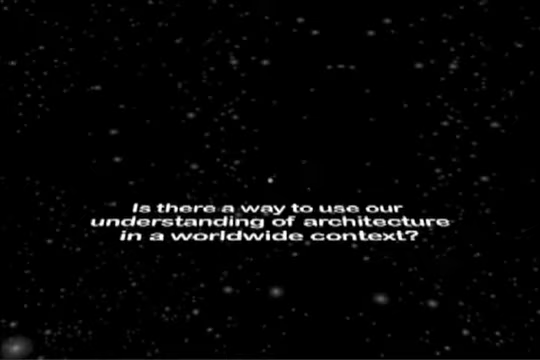 Is there a way to use our
understanding of architecture
in a worldwide context?